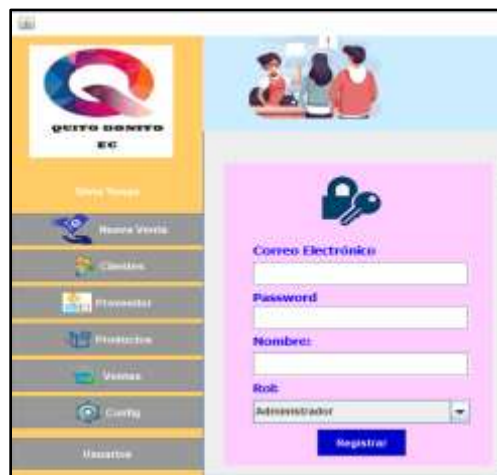 QUITO BONITO
EC
Nueva Venta
Clientes
Proveedor
Productos
Ventas
Config
Usuarios
Correo Electrónico
Password
Nombre:
Rol:
Administrador
Registrar